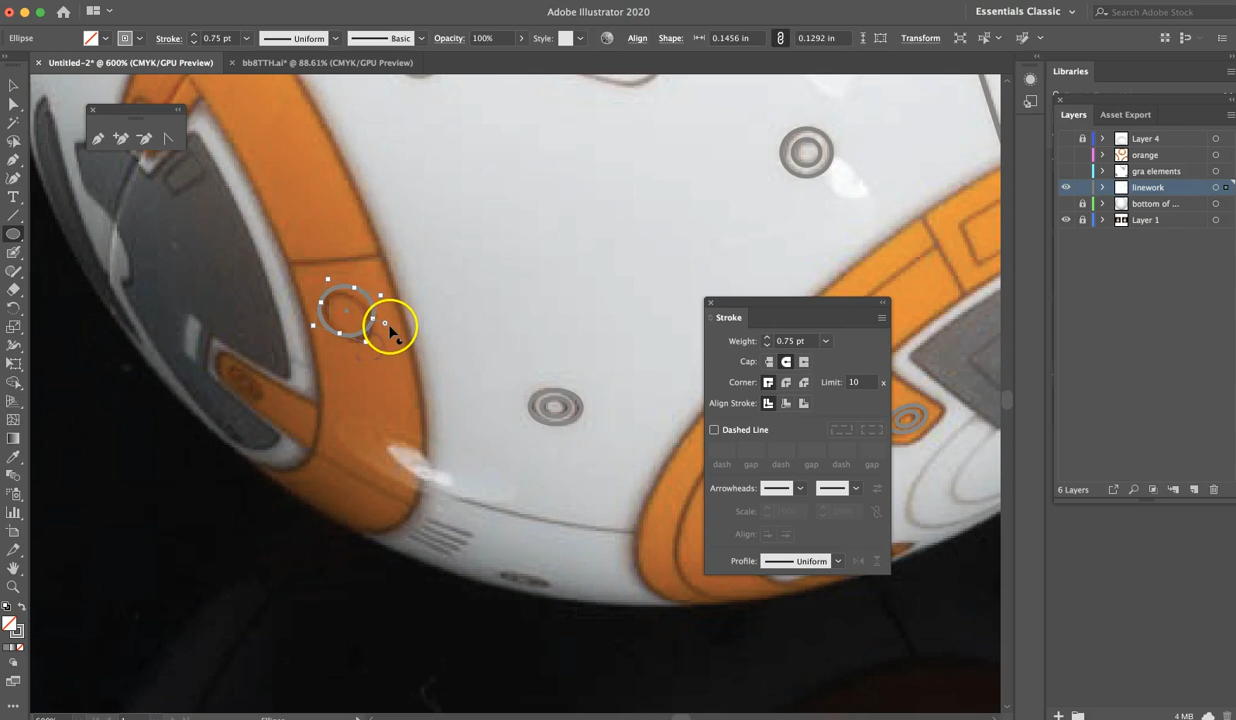 Adobe Illustrator 2020
Essentials Classic
Search Adobe Stock
Ellipse
Stroke:
0.75 pt
Uniform
Basic
Opacity:
100%
Style:
Align
Shape:
0.1456 in
0.1292 in
Transform
× Untitled-2* @ 600% (CMYK/GPU Preview)
× bb8TTH.ai* @ 88.61% (CMYK/GPU Preview)
Libraries
Layers
Asset Export
Layer 4
orange
gra elements
linework
bottom of ...
Layer 1
Stroke
Weight:
0.75 pt
Cap:
Corner:
Limit:
10
x
Align Stroke:
Dashed Line
dash
gap
dash
gap
dash
gap
Arrowheads:
Scale:
Align:
Profile:
Uniform
6 Layers
4 MB